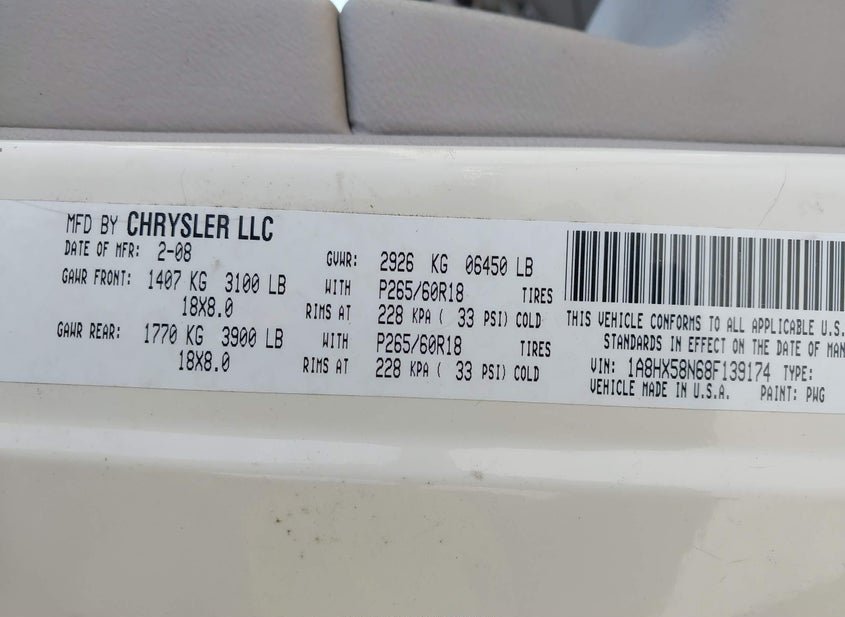 MFD BY CHRYSLER LLC
DATE OF MFR: 2-08 GVWR: 2926 KG 06450 LB
GAWR FRONT: 1407 KG 3100 LB WITH P265/60R18 TIRES
18X8.0 RIMS AT 228 KPA ( 33 PSI) COLD
GAWR REAR: 1770 KG 3900 LB WITH P265/60R18 TIRES
18X8.0 RIMS AT 228 KPA ( 33 PSI) COLD
THIS VEHICLE CONFORMS TO ALL APPLICABLE U.S.
STANDARDS IN EFFECT ON THE DATE OF MAN
VIN: 1A8HX58N68F139174 TYPE:
VEHICLE MADE IN U.S.A. PAINT: PWG